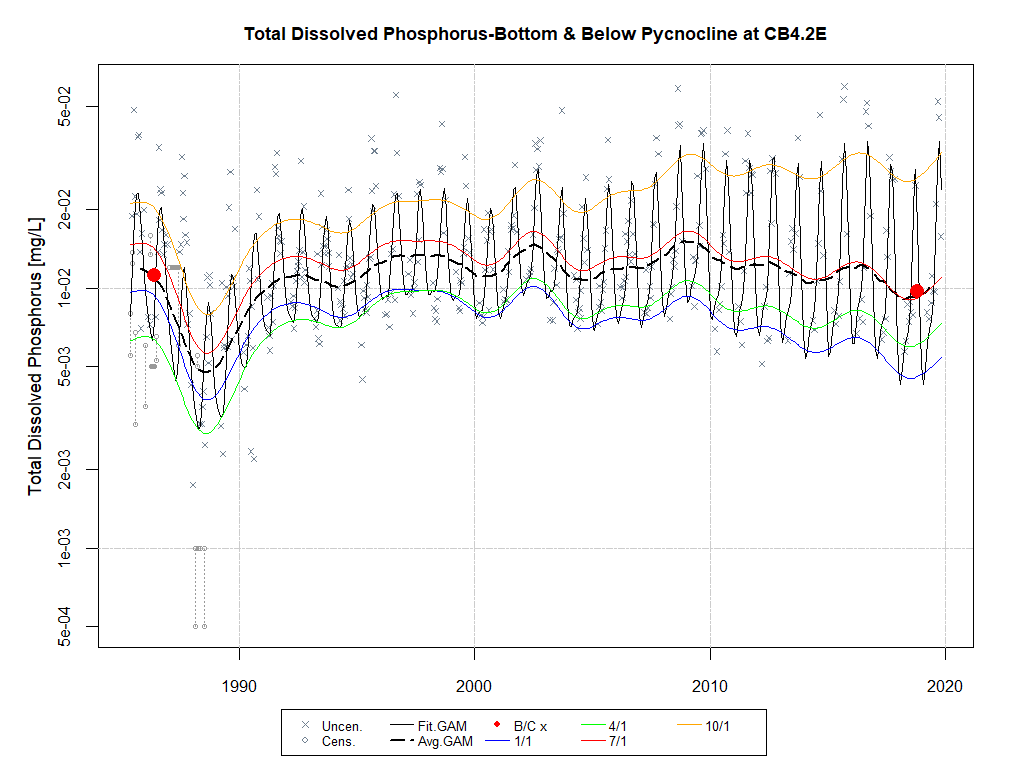 Total Dissolved Phosphorus-Bottom & Below Pycnocline at CB4.2E
Total Dissolved Phosphorus [mg/L]
5e-02
2e-02
1e-02
5e-03
2e-03
1e-03
5e-04
1990 2000 2010 2020
Uncen. Fit.GAM B/C x 4/1 10/1
Cens. Avg.GAM 1/1 7/1